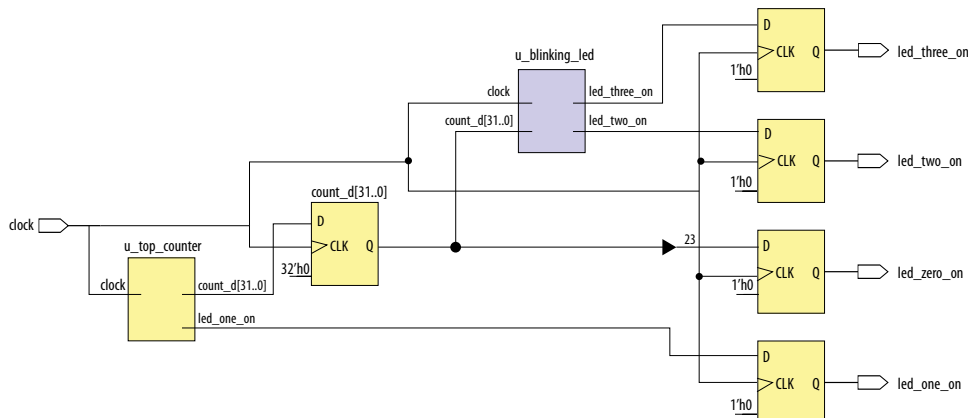 D
CLK
Q
1'h0
led_three_on
u_blinking_led
clock
led_three_on
count_d[31..0]
led_two_on
D
CLK
Q
1'h0
led_two_on
count_d[31..0]
D
CLK
Q
32'h0
clock
u_top_counter
clock
count_d[31..0]
led_one_on
23
D
CLK
Q
1'h0
led_zero_on
D
CLK
Q
1'h0
led_one_on